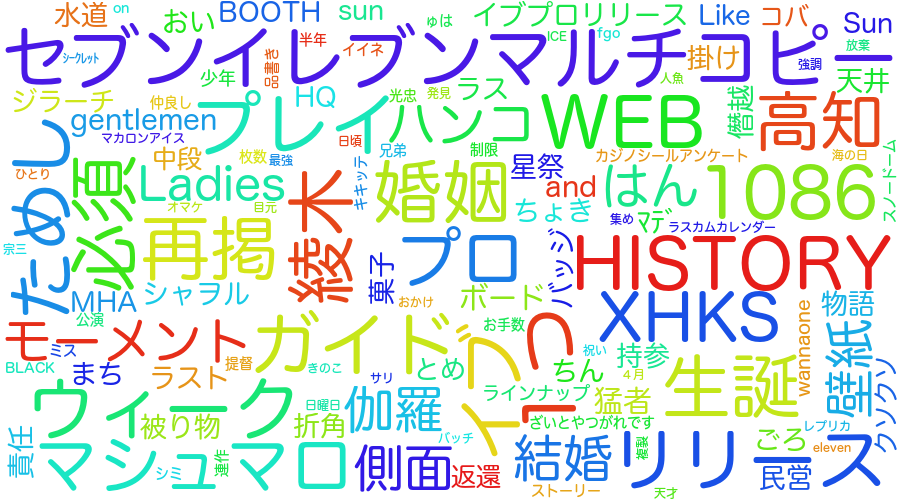 水道
on
おい
BOOTH
sun
ゅは
イブプロリリース
Like
コバ
Sun
セブンイレブンマルチコピー
シークレット
半年
イイネ
ICE
fgo
放棄
少年
品書き
掛け
強調
人魚
天井
ジラーチ
仲良し
HQ
光忠
発見
ラス
僭越
gentlemen
プレイ
ハンコ
WEB
高知
マカロンアイス
日頃
ためし
ひとり
必須
中段
枚数
最強
兄弟
制限
星祭
カジノシールアンケート
海の日
スノードーム
Ladies
キキッテ
婚姻
and
はん
1086
オマケ
目元
綾木
ちょき
集め
マデ
ラスカムカレンダー
宗三
再掲
プロ
バッジ
HISTORY
MHA
シャヲル
菓子
おかけ
ボード
XHKS
物語
公演
モーメント
ガイド
お手数
いつ
wannaone
壁紙
BLACK
ミス
まち
ラスト
提督
きのこ
とめ
イフ
ちん
祝い
持参
4月
生誕
クソクソ
サリ
ウィーク
日曜日
伽羅
ラインナップ
猛者
被り物
折角
バッチ
ざいとやつがれです
レプリカ
責任
マシュマロ
シミ
連作
側面
返還
結婚
複製
リリース
ごろ
eleven
民営
ストーリー
天才